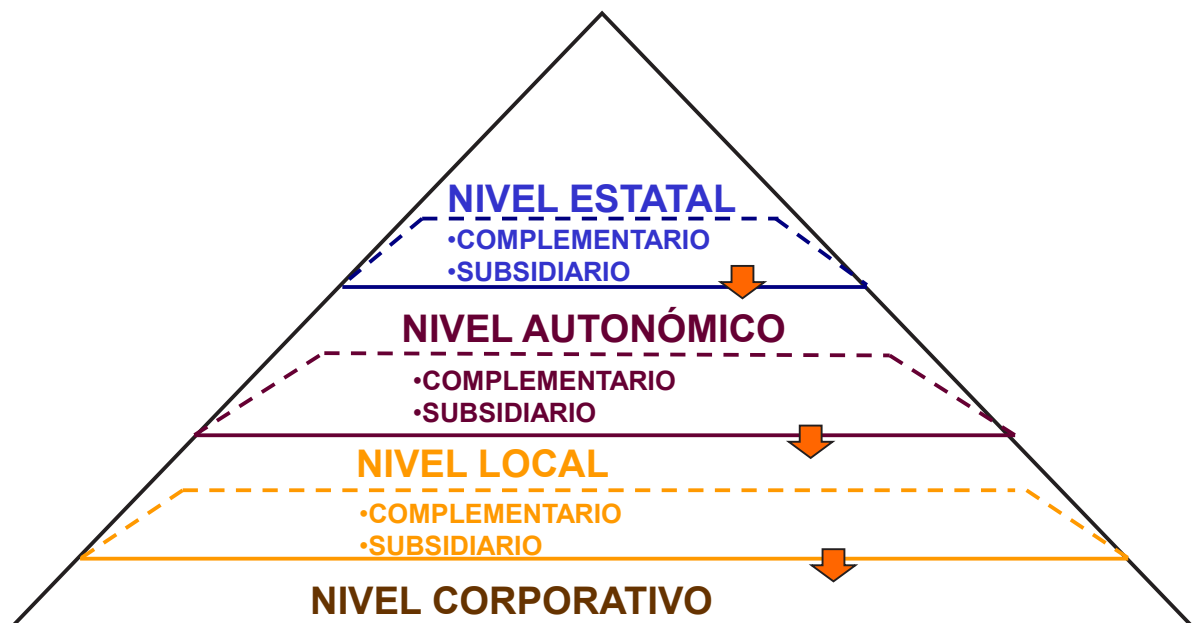 NIVEL ESTATAL
•COMPLEMENTARIO
•SUBSIDIARIO
NIVEL AUTONÓMICO
•COMPLEMENTARIO
•SUBSIDIARIO
NIVEL LOCAL
•COMPLEMENTARIO
•SUBSIDIARIO
NIVEL CORPORATIVO